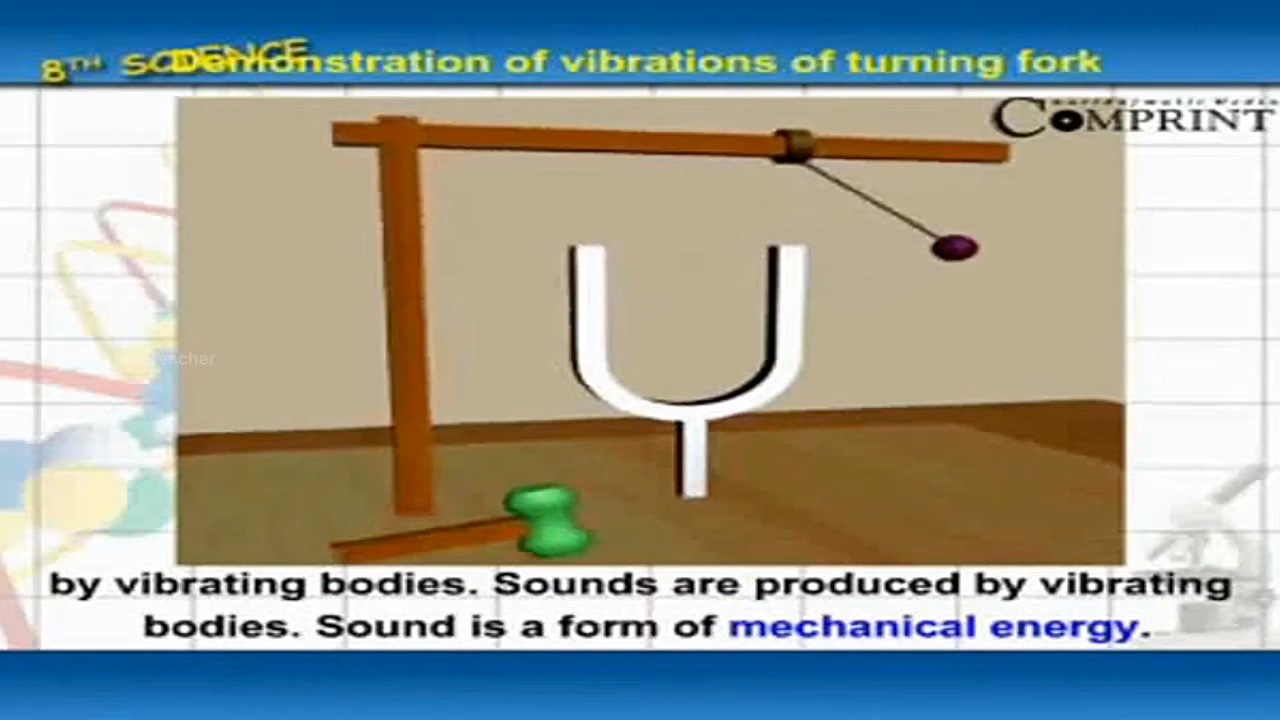 8TH SCIENCE
Demonstration of vibrations of turning fork
COMPRINT
by vibrating bodies. Sounds are produced by vibrating
bodies. Sound is a form of mechanical energy.